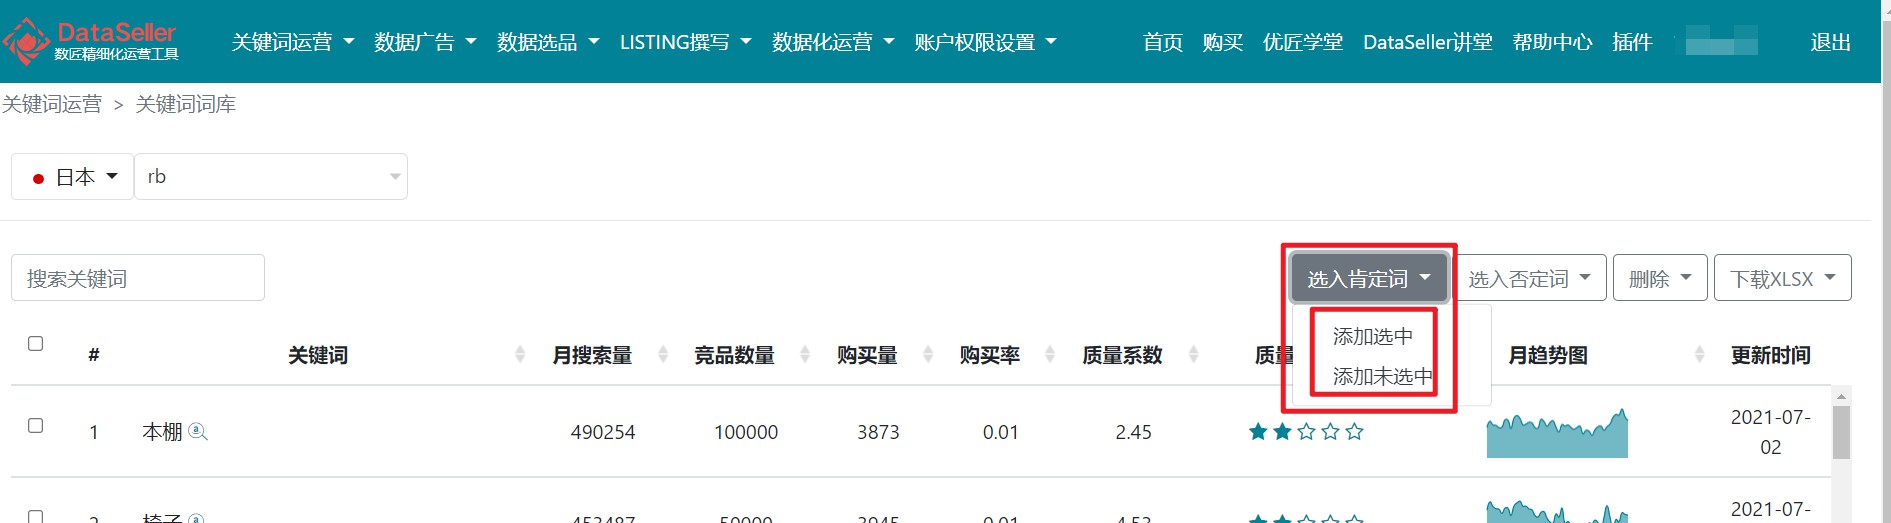 DataSeller
数匠精细化运营工具
关键词运营 数据广告 数据选品 LISTING撰写 数据化运营 账户权限设置 首页 购买 优匠学堂 DataSeller讲堂 帮助中心 插件 退出
关键词运营 > 关键词词库
日本 rb
搜索关键词 选入肯定词 选入否定词 删除 下载XLSX
添加选中
添加未选中
# 关键词 月搜索量 竞品数量 购买量 购买率 质量系数 质量 月趋势图 更新时间
1 本棚 490254 100000 3873 0.01 2.45 2021-07-02
2 椅子 453487 50000 3945 0.01 4.53 2021-07-